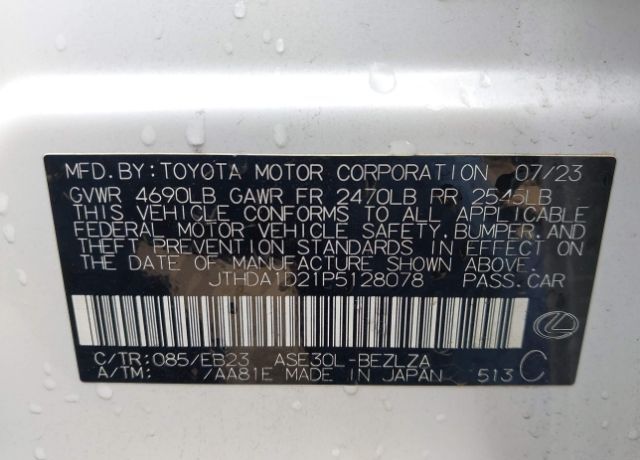 MFD.BY:TOYOTA MOTOR CORPORATION 07/23
GVWR 4690LB GAWR FR 2470LB RR 2545LB
THIS VEHICLE CONFORMS TO ALL APPLICABLE
FEDERAL MOTOR VEHICLE SAFETY, BUMPER, AND
THEFT PREVENTION STANDARDS IN EFFECT ON
THE DATE OF MANUFACTURE SHOWN ABOVE.
JTHDA1D21P5128078 PASS.CAR
C/TR:085/EB23 ASE30L-BEZLZA
A/TM: /AA81E MADE IN JAPAN 513 C